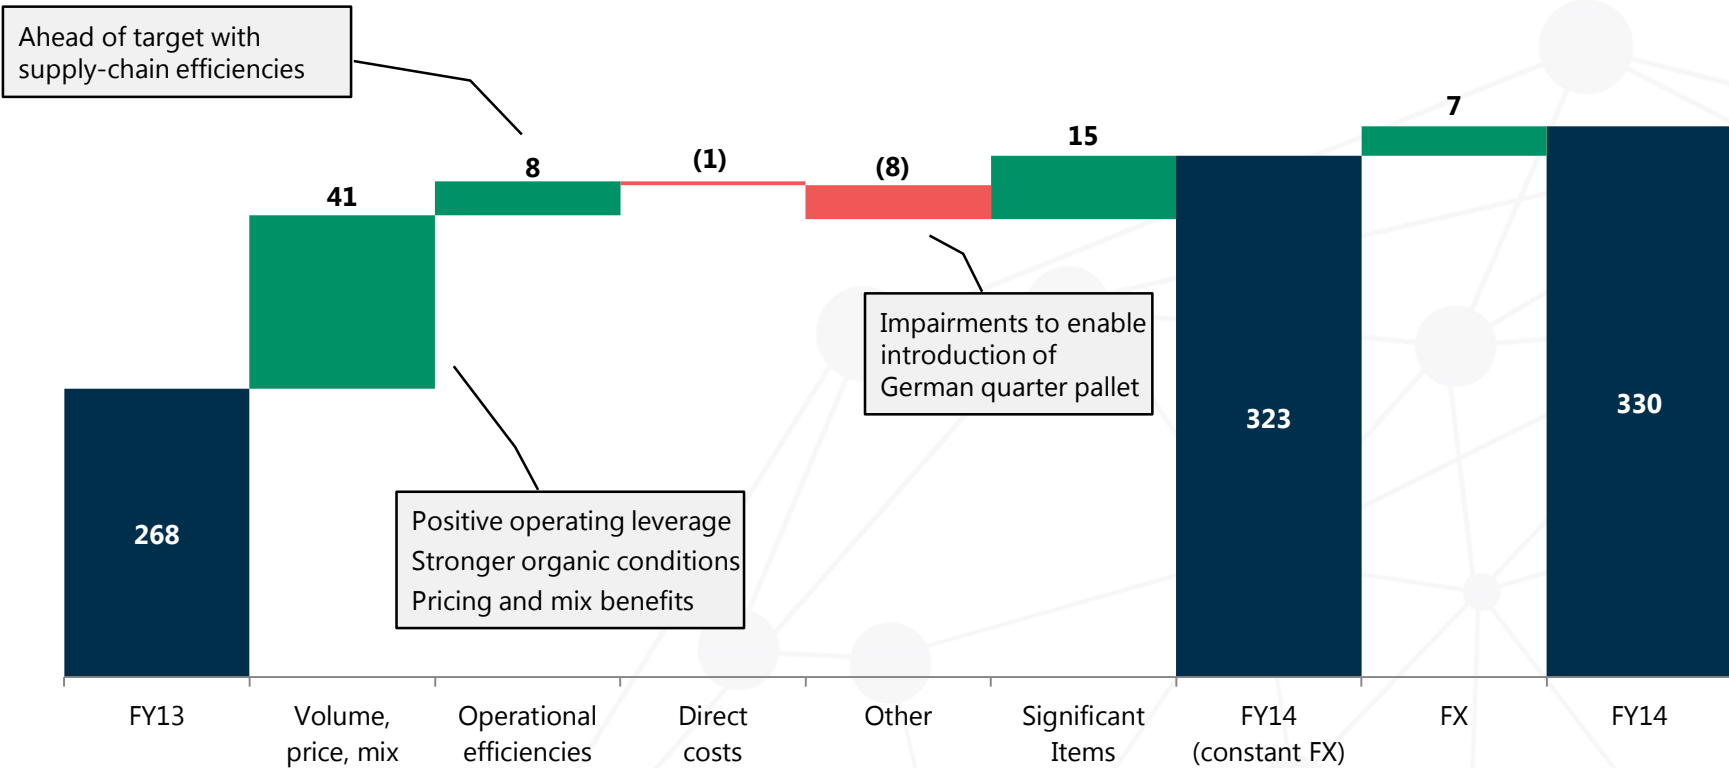 Ahead of target with
supply-chain efficiencies
7
15
(1)
8
(8)
41
Impairments to enable
introduction of
German quarter pallet
330
323
Positive operating leverage
Stronger organic conditions
Pricing and mix benefits
268
FY13
Volume,
price, mix
Operational
efficiencies
Direct
costs
Other
Significant
Items
FY14
(constant FX)
FX
FY14